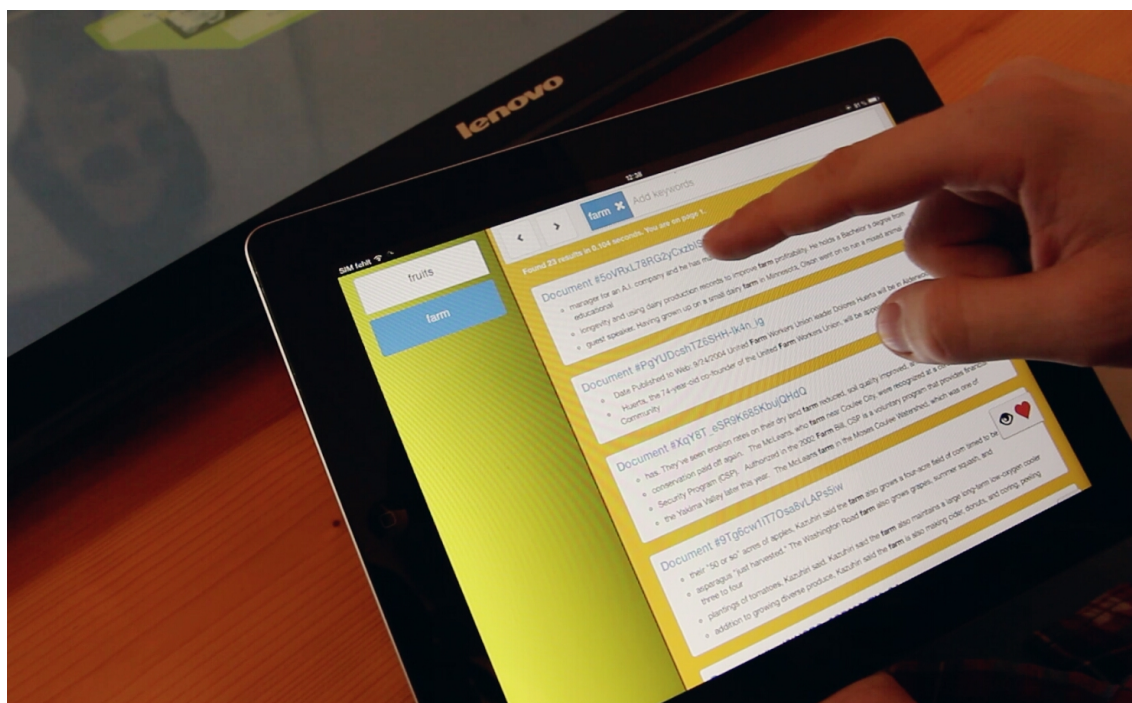 lenovo
SIM fehlt
12:38
91 %
fruits
farm
farm ✕ Add keywords
Found 23 results in 0.104 seconds. You are on page 1.
manager for an A.I. company and he has
farm profitability. He holds a Bachelor's degree from
educational
longevity and using dairy production records to improve
guest speaker. Having grown up on a small dairy farm in Minnesota, Olson went on to run a mixed animal
Document #PgYUDcshTZ6SHH-Ik4n_Ig
Date Published to Web: 9/24/2004 United Farm Workers Union leader Dolores Huerta will be in
Huerta, the 74-year-old co-founder of the United Farm Workers Union, will be
Community
Document #XqY8T_eSR9K685KbujQHdQ
has. They've seen erosion rates on their dry land farm reduced, soil quality improved,
conservation paid off again. The McLeans, who farm near Coulee City, were recognized at a
Security Program (CSP). Authorized in the 2002 Farm Bill, CSP is a voluntary program that provides financial
the Yakima Valley later this year. The McLeans farm in the Moses Coulee Watershed, which was one of
Document #9Tg6cw1iT7Osa8vLAPs5iw
their "50 or so" acres of apples, Kazuhiri said the farm also grows a four-acre field of corn timed to be
asparagus "just harvested." The Washington Road farm also grows grapes, summer squash, and
three to four
plantings of tomatoes, Kazuhiri said. Kazuhiri said the farm also maintains a large long-term low-oxygen cooler
addition to growing diverse produce, Kazuhiri said the farm is also making cider, donuts, and coring, peeling